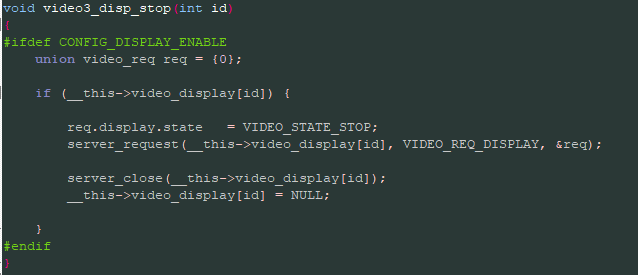 void video3_disp_stop(int id)
{
#ifdef CONFIG_DISPLAY_ENABLE
    union video_req req = {0};

    if (__this->video_display[id]) {

        req.display.state   = VIDEO_STATE_STOP;
        server_request(__this->video_display[id], VIDEO_REQ_DISPLAY, &req);

        server_close(__this->video_display[id]);
        __this->video_display[id] = NULL;

    }
#endif
}